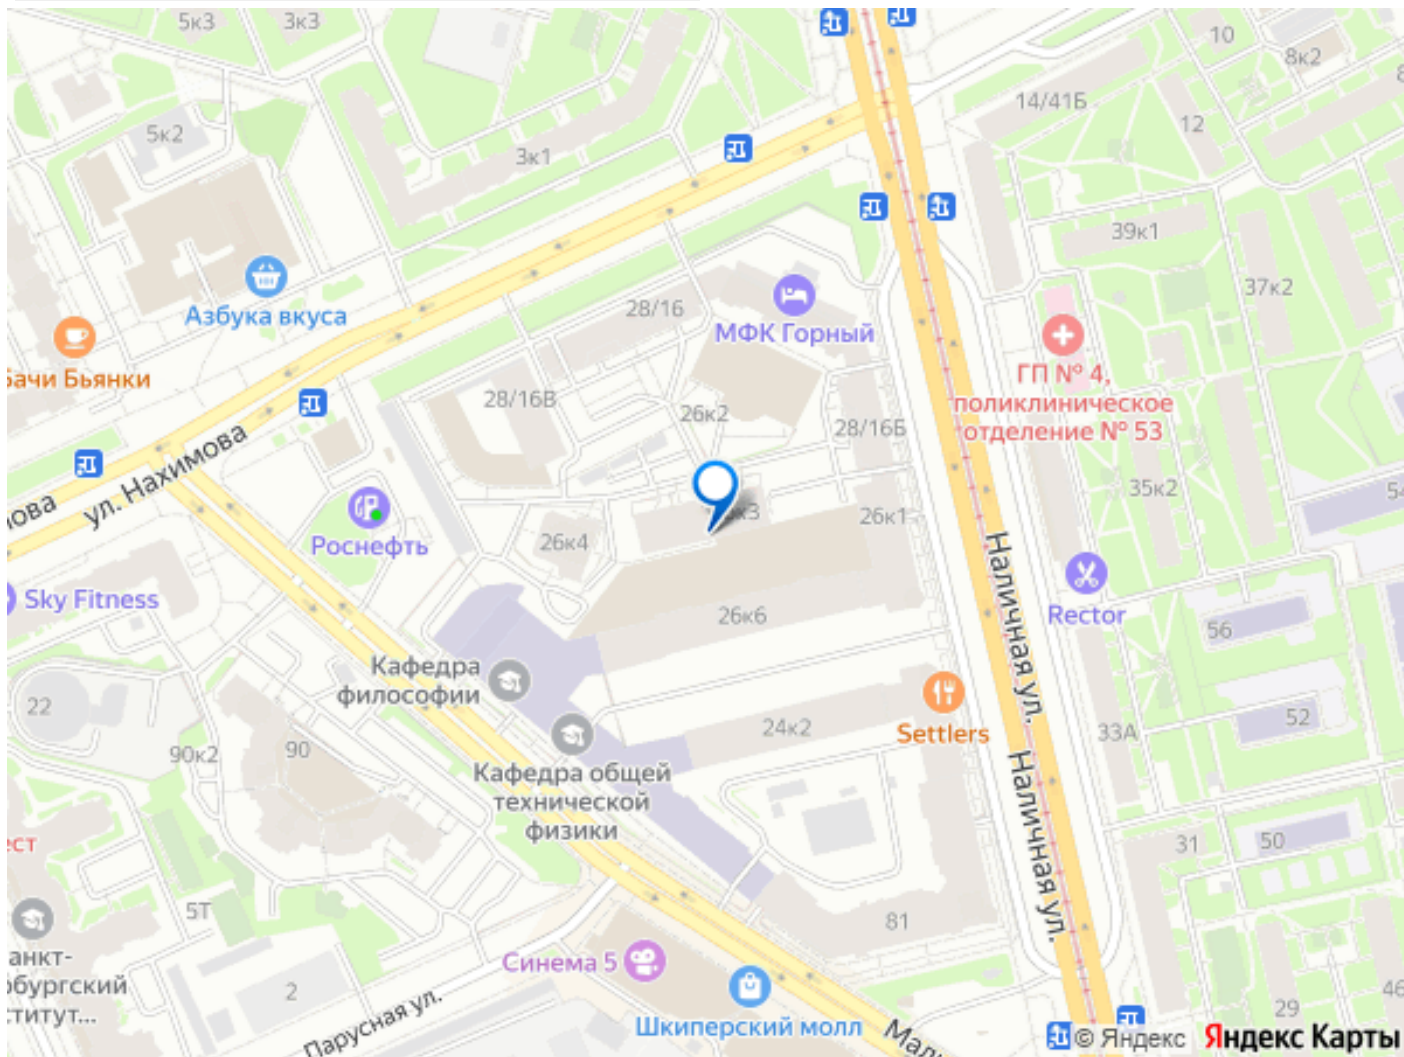 5к3
3к3
10
8к2
14/41Б
12
5к2
3к1
39к1
37к2
Азбука вкуса
28/16
МФК Горный
ГП № 4,
поликлиническое
отделение № 53
28/16В
26к2
28/16Б
ул. Нахимова
35к2
Роснефть
26к4
26к1
Наличная ул.
Sky Fitness
26к6
Rector
56
Кафедра
философии
22
90к2
90
24к2
Settlers
33А
52
Кафедра общей
технической
физики
Наличная ул.
31
50
5Т
81
Синема 5
2
Парусная ул.
Шкиперский молл
29
46
© Яндекс Яндекс Карты